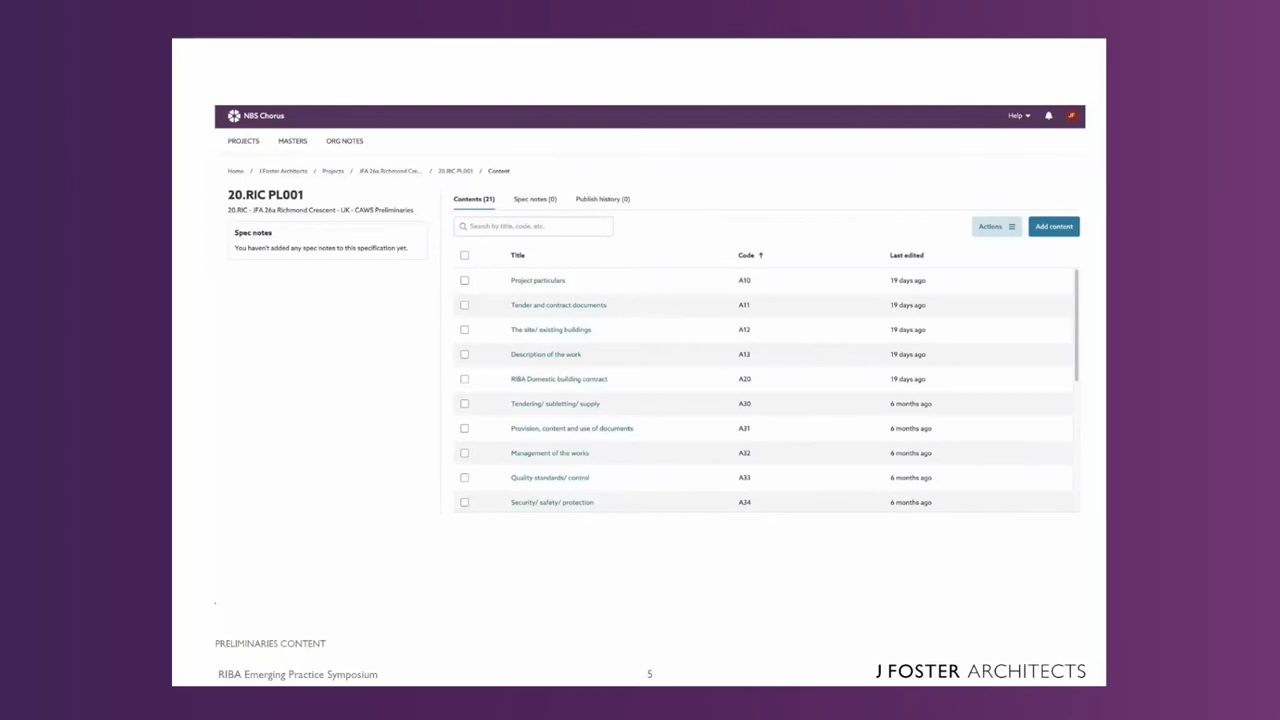 NBS Chorus
Help
JF
PROJECTS MASTERS ORG NOTES
Home / J Foster Architects / Projects / JFA 26a Richmond Cre... / 20.RIC PL001 / Content
20.RIC PL001
20.RIC - JFA 26a Richmond Crescent - UK - CAWS Preliminaries
Spec notes
You haven't added any spec notes to this specification yet.
Contents (21) Spec notes (0) Publish history (0)
Search by title, code, etc.
Actions
Add content
Title Code ↑ Last edited
Project particulars A10 19 days ago
Tender and contract documents A11 19 days ago
The site/ existing buildings A12 19 days ago
Description of the work A13 19 days ago
RIBA Domestic building contract A20 19 days ago
Tendering/ subletting/ supply A30 6 months ago
Provision, content and use of documents A31 6 months ago
Management of the works A32 6 months ago
Quality standards/ control A33 6 months ago
Security/ safety/ protection A34 6 months ago
PRELIMINARIES CONTENT
RIBA Emerging Practice Symposium 5 J FOSTER ARCHITECTS